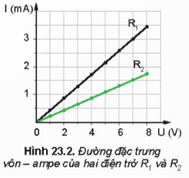 I (mA)
R₁
3
R₂
2
1
0 2 4 6 8 U (V)
Hình 23.2. Đường đặc trưng
vôn – ampe của hai điện trở R₁ và R₂